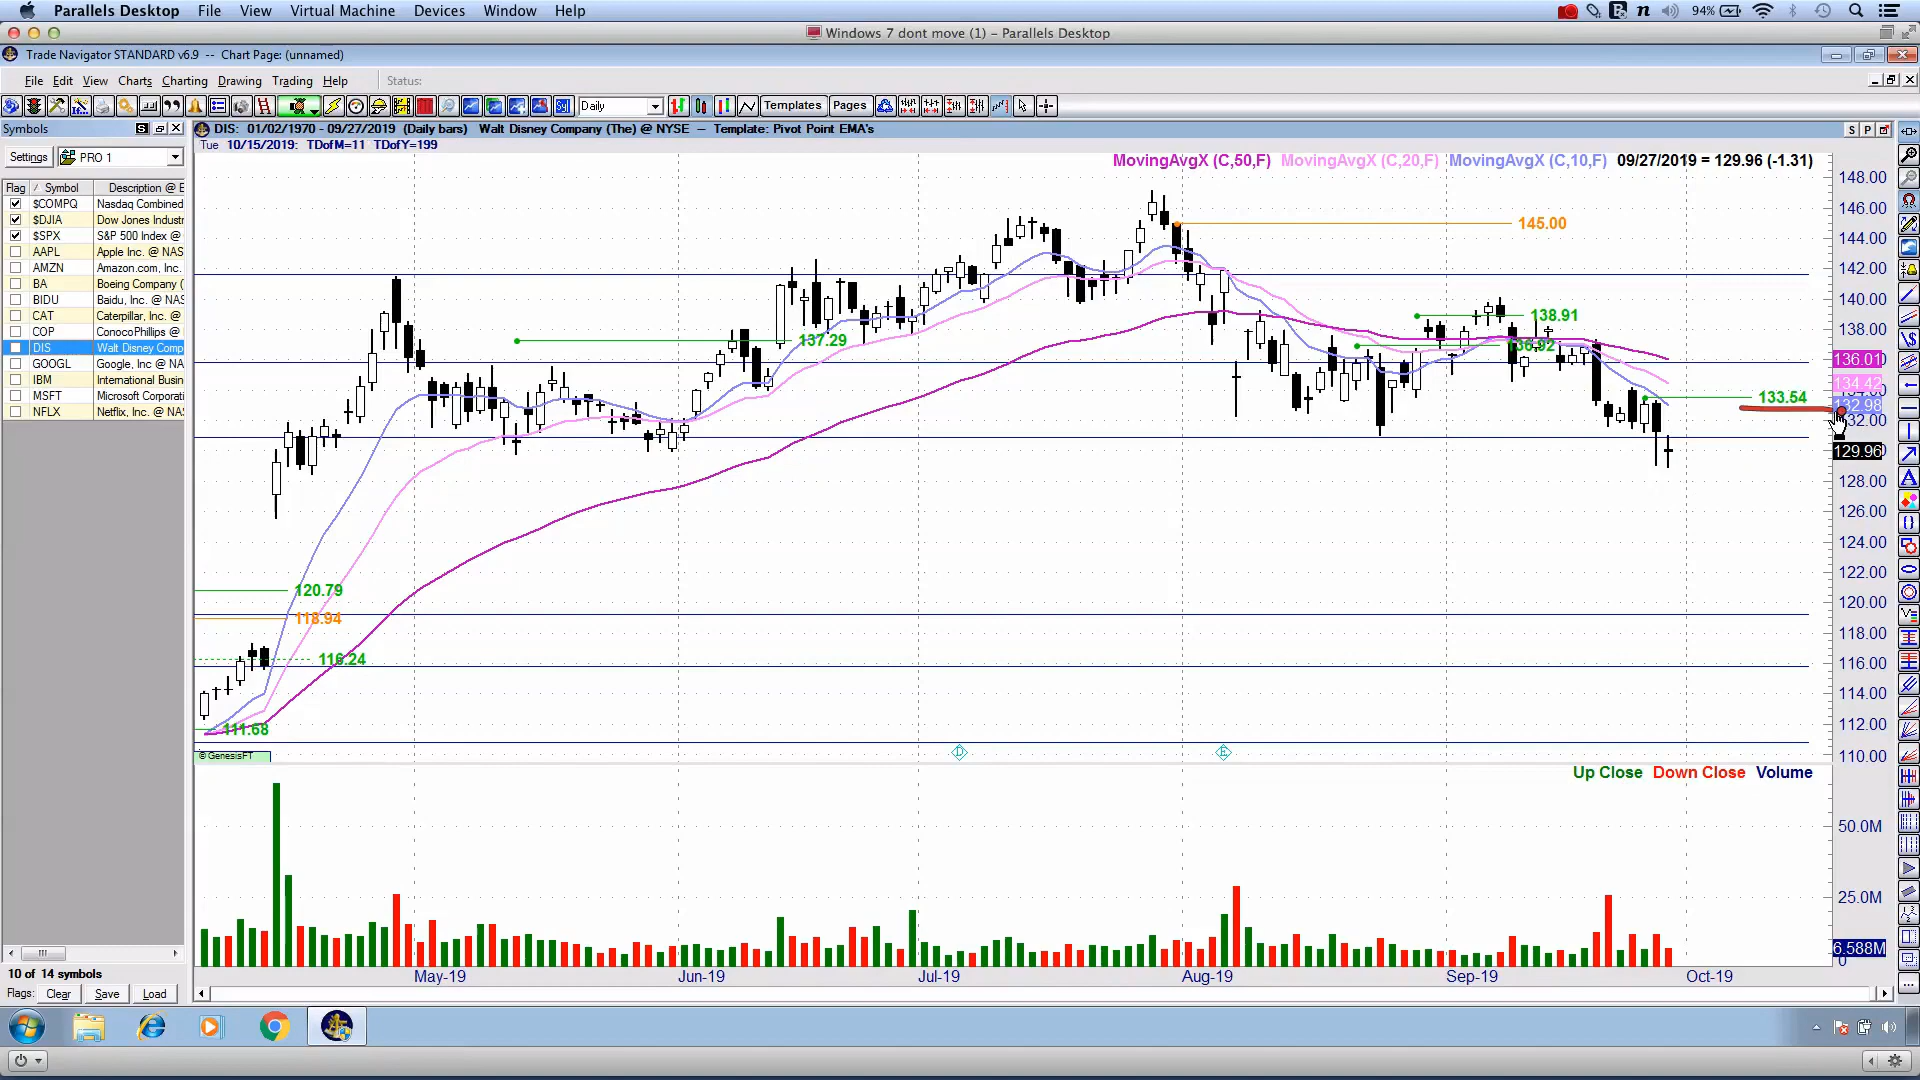 Parallels Desktop File View Virtual Machine Devices Window Help 94%
Windows 7 dont move (1) - Parallels Desktop
Trade Navigator STANDARD v6.9 -- Chart Page: (unnamed)
File Edit View Charts Charting Drawing Trading Help Status:
Daily Templates Pages
Symbols
DIS: 01/02/1970 - 09/27/2019 (Daily bars) Walt Disney Company (The) @ NYSE -- Template: Pivot Point EMA's
S P
Tue 10/15/2019: TDofM=11 TDofY=199
Settings PRO 1
MovingAvgX (C,50,F) MovingAvgX (C,20,F) MovingAvgX (C,10,F) 09/27/2019 = 129.96 (-1.31)
Flag / Symbol Description @ E
$COMPQ Nasdaq Combined
$DJIA Dow Jones Industr
$SPX S&P 500 Index @
AAPL Apple Inc. @ NAS
AMZN Amazon.com, Inc.
BA Boeing Company (
BIDU Baidu, Inc. @ NAS
CAT Caterpillar, Inc. @
COP ConocoPhillips @
DIS Walt Disney Comp
GOOGL Google, Inc @ NA
IBM International Busin
MSFT Microsoft Corporati
NFLX Netflix, Inc. @ NAS
148.00
146.00
145.00
144.00
142.00
140.00
138.91
138.00
137.29
136.92
136.01
134.42
133.54
132.98
132.00
129.96
128.00
126.00
124.00
122.00
120.79
120.00
118.94
118.00
116.24
116.00
114.00
111.68
112.00
110.00
D
E
©GenesisFT
Up Close Down Close Volume
50.0M
25.0M
6.588M
0
10 of 14 symbols
May-19 Jun-19 Jul-19 Aug-19 Sep-19 Oct-19
Flags: Clear Save Load